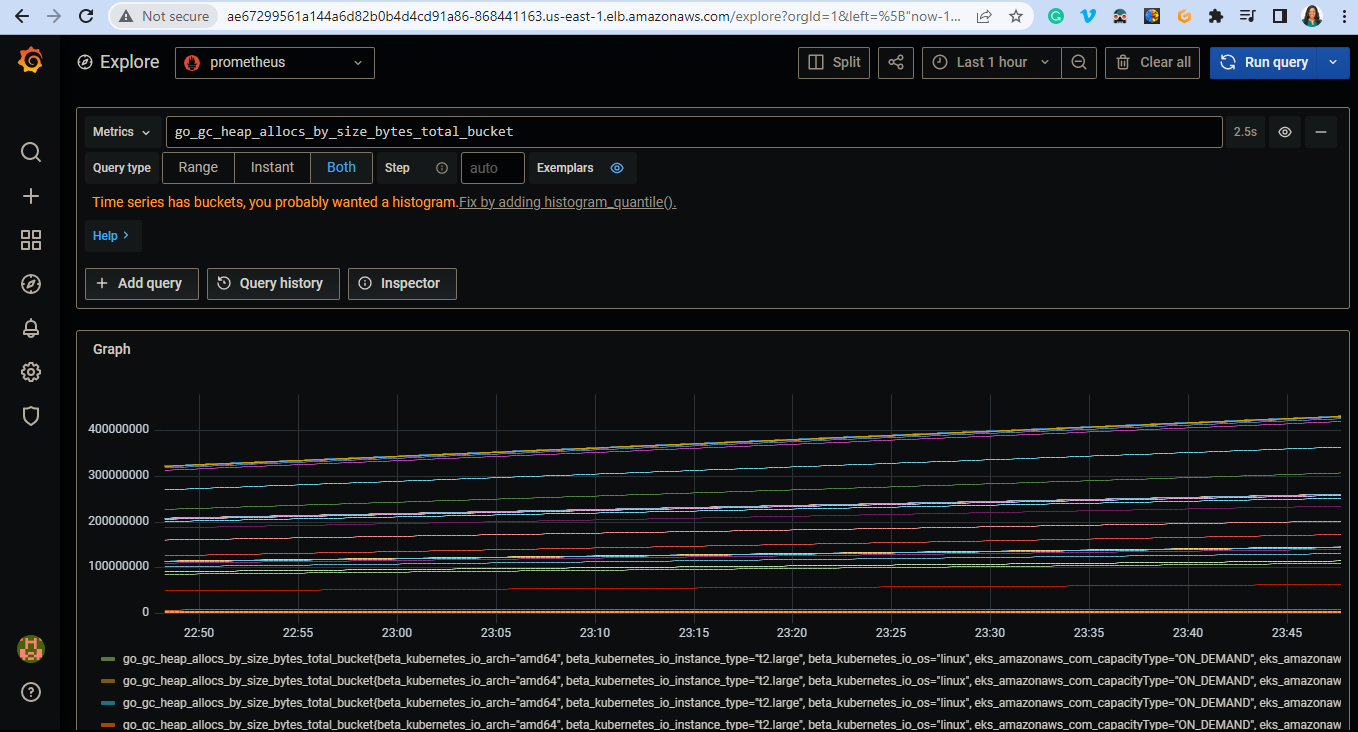 Not secure ae67299561a144a6d82b0b4d4cd91a86-868441163.us-east-1.elb.amazonaws.com/explore?orgId=1&left=%5B"now-1...
Explore prometheus Split Last 1 hour Clear all Run query
Metrics go_gc_heap_allocs_by_size_bytes_total_bucket 2.5s
Query type Range Instant Both Step auto Exemplars
Time series has buckets, you probably wanted a histogram.Fix by adding histogram_quantile().
Help
Add query Query history Inspector
Graph
400000000
300000000
200000000
100000000
0
22:50 22:55 23:00 23:05 23:10 23:15 23:20 23:25 23:30 23:35 23:40 23:45
go_gc_heap_allocs_by_size_bytes_total_bucket{beta_kubernetes_io_arch="amd64", beta_kubernetes_io_instance_type="t2.large", beta_kubernetes_io_os="linux", eks_amazonaws_com_capacityType="ON_DEMAND", eks_amazonaw
go_gc_heap_allocs_by_size_bytes_total_bucket{beta_kubernetes_io_arch="amd64", beta_kubernetes_io_instance_type="t2.large", beta_kubernetes_io_os="linux", eks_amazonaws_com_capacityType="ON_DEMAND", eks_amazonaw
go_gc_heap_allocs_by_size_bytes_total_bucket{beta_kubernetes_io_arch="amd64", beta_kubernetes_io_instance_type="t2.large", beta_kubernetes_io_os="linux", eks_amazonaws_com_capacityType="ON_DEMAND", eks_amazonaw
go_gc_heap_allocs_by_size_bytes_total_bucket{beta_kubernetes_io_arch="amd64", beta_kubernetes_io_instance_type="t2.large", beta_kubernetes_io_os="linux", eks_amazonaws_com_capacityType="ON_DEMAND", eks_amazonaw